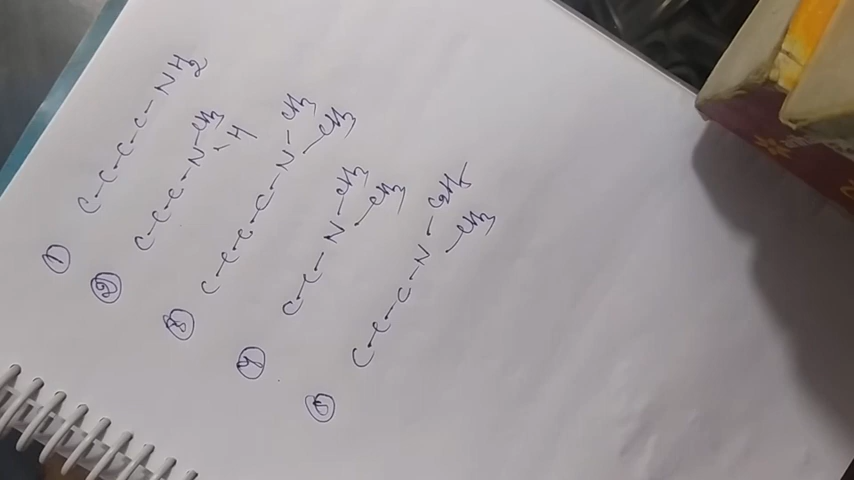 ① C-C-C-C-NH2
② C-C-C-N-CH3
-H
③ C-C-C-C-N-CH3
-CH3
④ C-C-N-CH3
-CH3
⑤ C-C-C-N-C2H5
-CH3